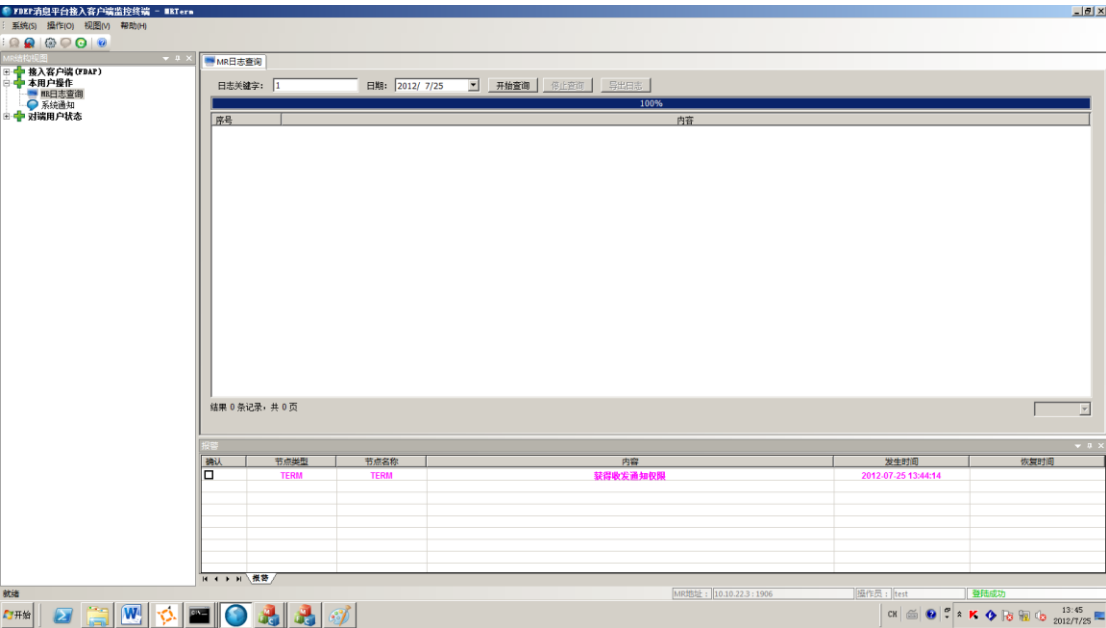 FDEP消息平台接入客户端监控终端 - MRTerm
系统(S) 操作(O) 视图(V) 帮助(H)
MR结构视图
接入客户端(FDAP)
本用户操作
MR日志查询
系统通知
对端用户状态
MR日志查询
日志关键字: 1 日期: 2012/ 7/25 开始查询 停止查询 导出日志
100%
序号 内容
结果 0 条记录，共 0 页
报警
确认 节点类型 节点名称 内容 发生时间 恢复时间
TERM TERM 获得收发通知权限 2012-07-25 13:44:14
报警
就绪 MR地址： 10.10.22.3 : 1906 操作员： test 登陆成功
开始 CH 13:45
2012/7/25